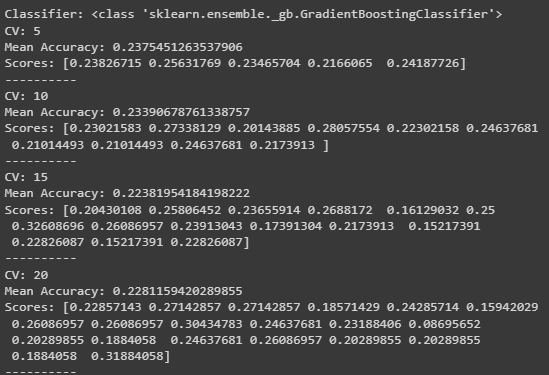 Classifier: <class 'sklearn.ensemble._gb.GradientBoostingClassifier'>
CV: 5
Mean Accuracy: 0.2375451263537906
Scores: [0.23826715 0.25631769 0.23465704 0.2166065  0.24187726]
----------
CV: 10
Mean Accuracy: 0.23390678761338757
Scores: [0.23021583 0.27338129 0.20143885 0.28057554 0.22302158 0.24637681
 0.21014493 0.21014493 0.24637681 0.2173913 ]
----------
CV: 15
Mean Accuracy: 0.22381954184198222
Scores: [0.20430108 0.25806452 0.23655914 0.2688172  0.16129032 0.25
 0.32608696 0.26086957 0.23913043 0.17391304 0.2173913  0.15217391
 0.22826087 0.15217391 0.22826087]
----------
CV: 20
Mean Accuracy: 0.2281159420289855
Scores: [0.22857143 0.27142857 0.27142857 0.18571429 0.24285714 0.15942029
 0.26086957 0.26086957 0.30434783 0.24637681 0.23188406 0.08695652
 0.20289855 0.1884058  0.24637681 0.26086957 0.20289855 0.20289855
 0.1884058  0.31884058]
----------